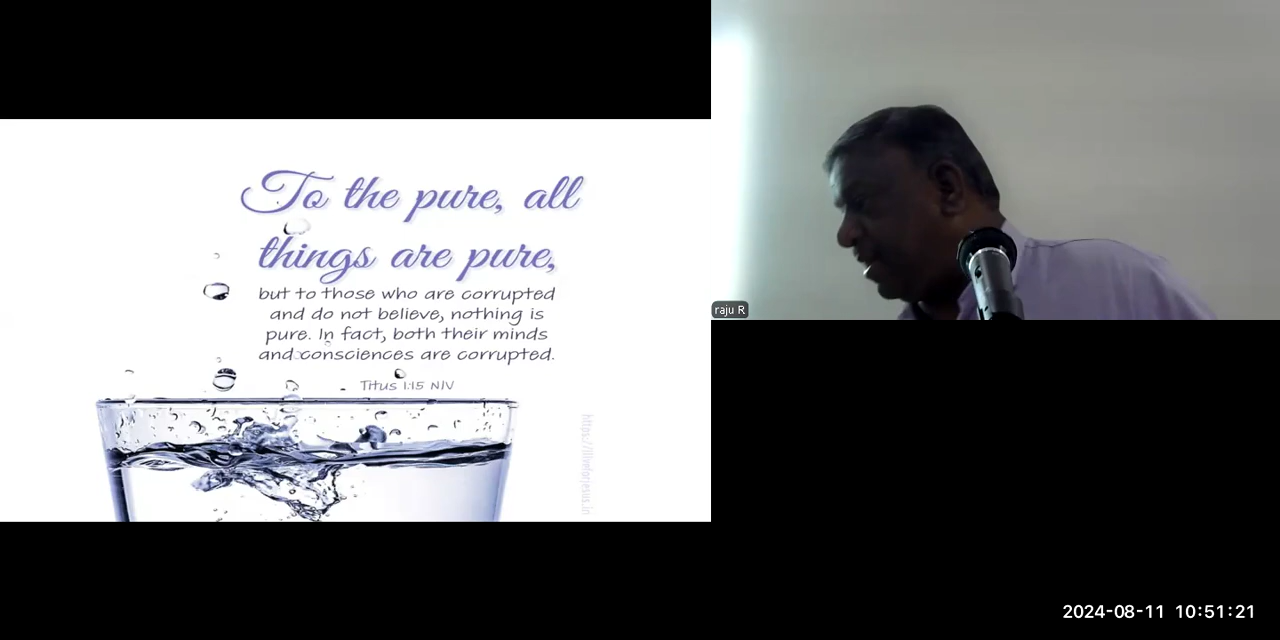 To the pure, all
things are pure,
but to those who are corrupted
and do not believe, nothing is
pure. In fact, both their minds
and consciences are corrupted.
Titus 1:15 NIV
raju R
2024-08-11 10:51:21